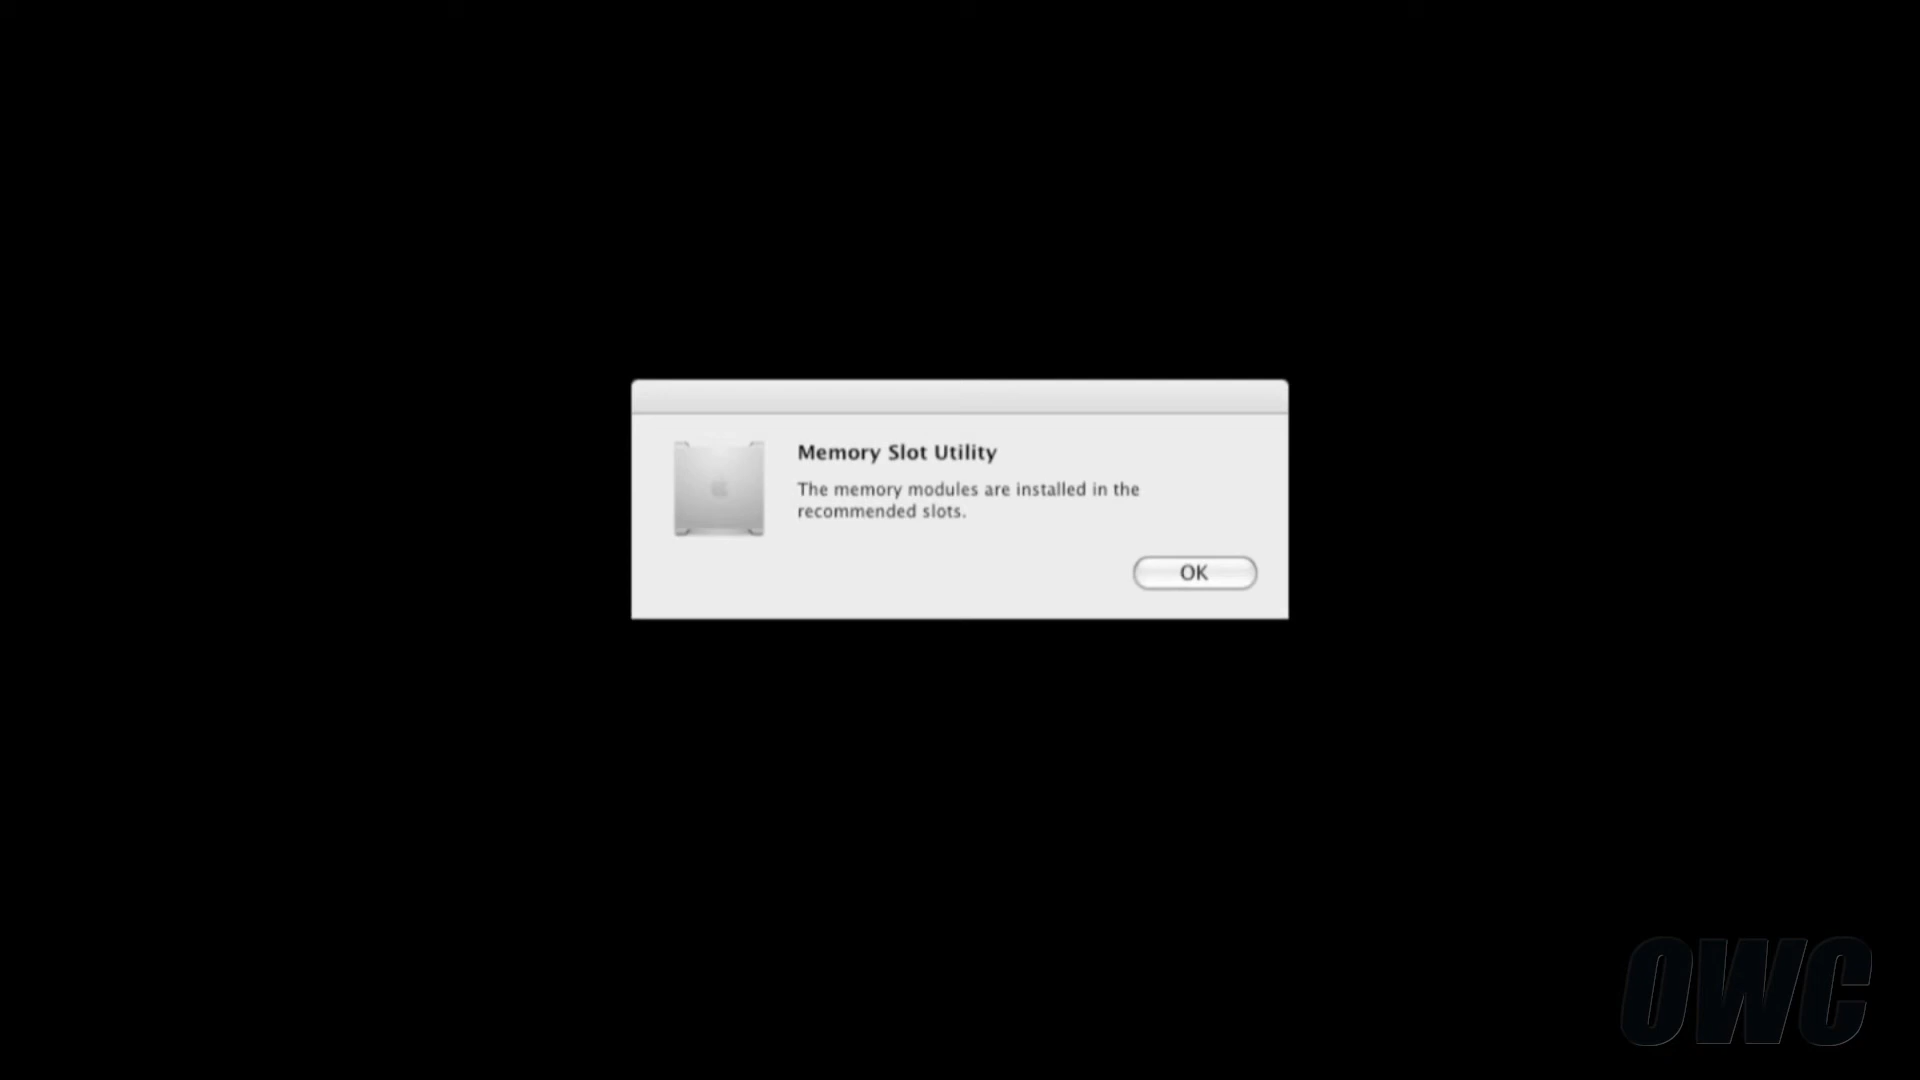 Memory Slot Utility
The memory modules are installed in the
recommended slots.
OK
OWC